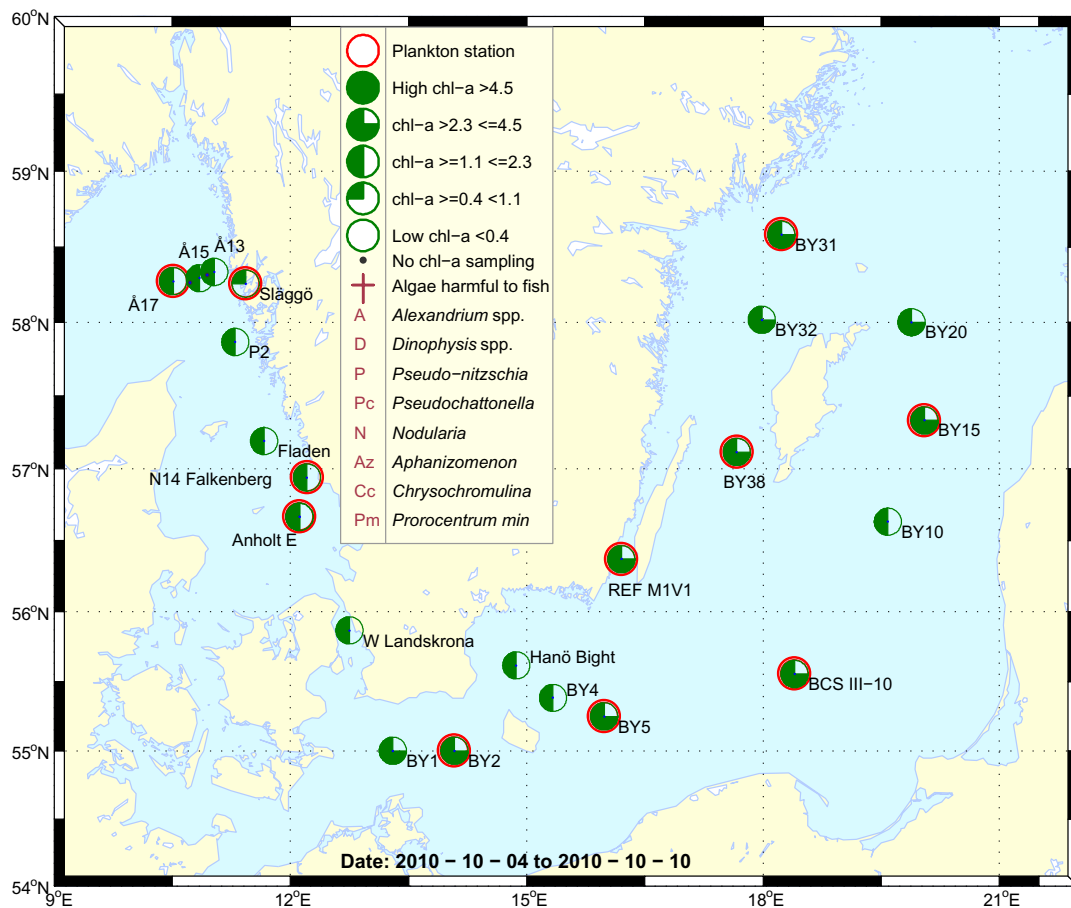 60°N
59°N
58°N
57°N
56°N
55°N
54°N
9°E
12°E
15°E
18°E
21°E
Plankton station
High chl−a >4.5
chl−a >2.3 <=4.5
chl−a >=1.1 <=2.3
chl−a >=0.4 <1.1
Low chl−a <0.4
No chl−a sampling
Algae harmful to fish
A Alexandrium spp.
D Dinophysis spp.
P Pseudo−nitzschia
Pc Pseudochattonella
N Nodularia
Az Aphanizomenon
Cc Chrysochromulina
Pm Prorocentrum min
Å13
Å15
Å17
Släggö
P2
Fladen
N14 Falkenberg
Anholt E
W Landskrona
Hanö Bight
BY4
BY5
BY1
BY2
REF M1V1
BCS III−10
BY31
BY32
BY20
BY15
BY38
BY10
Date: 2010 − 10 − 04 to 2010 − 10 − 10